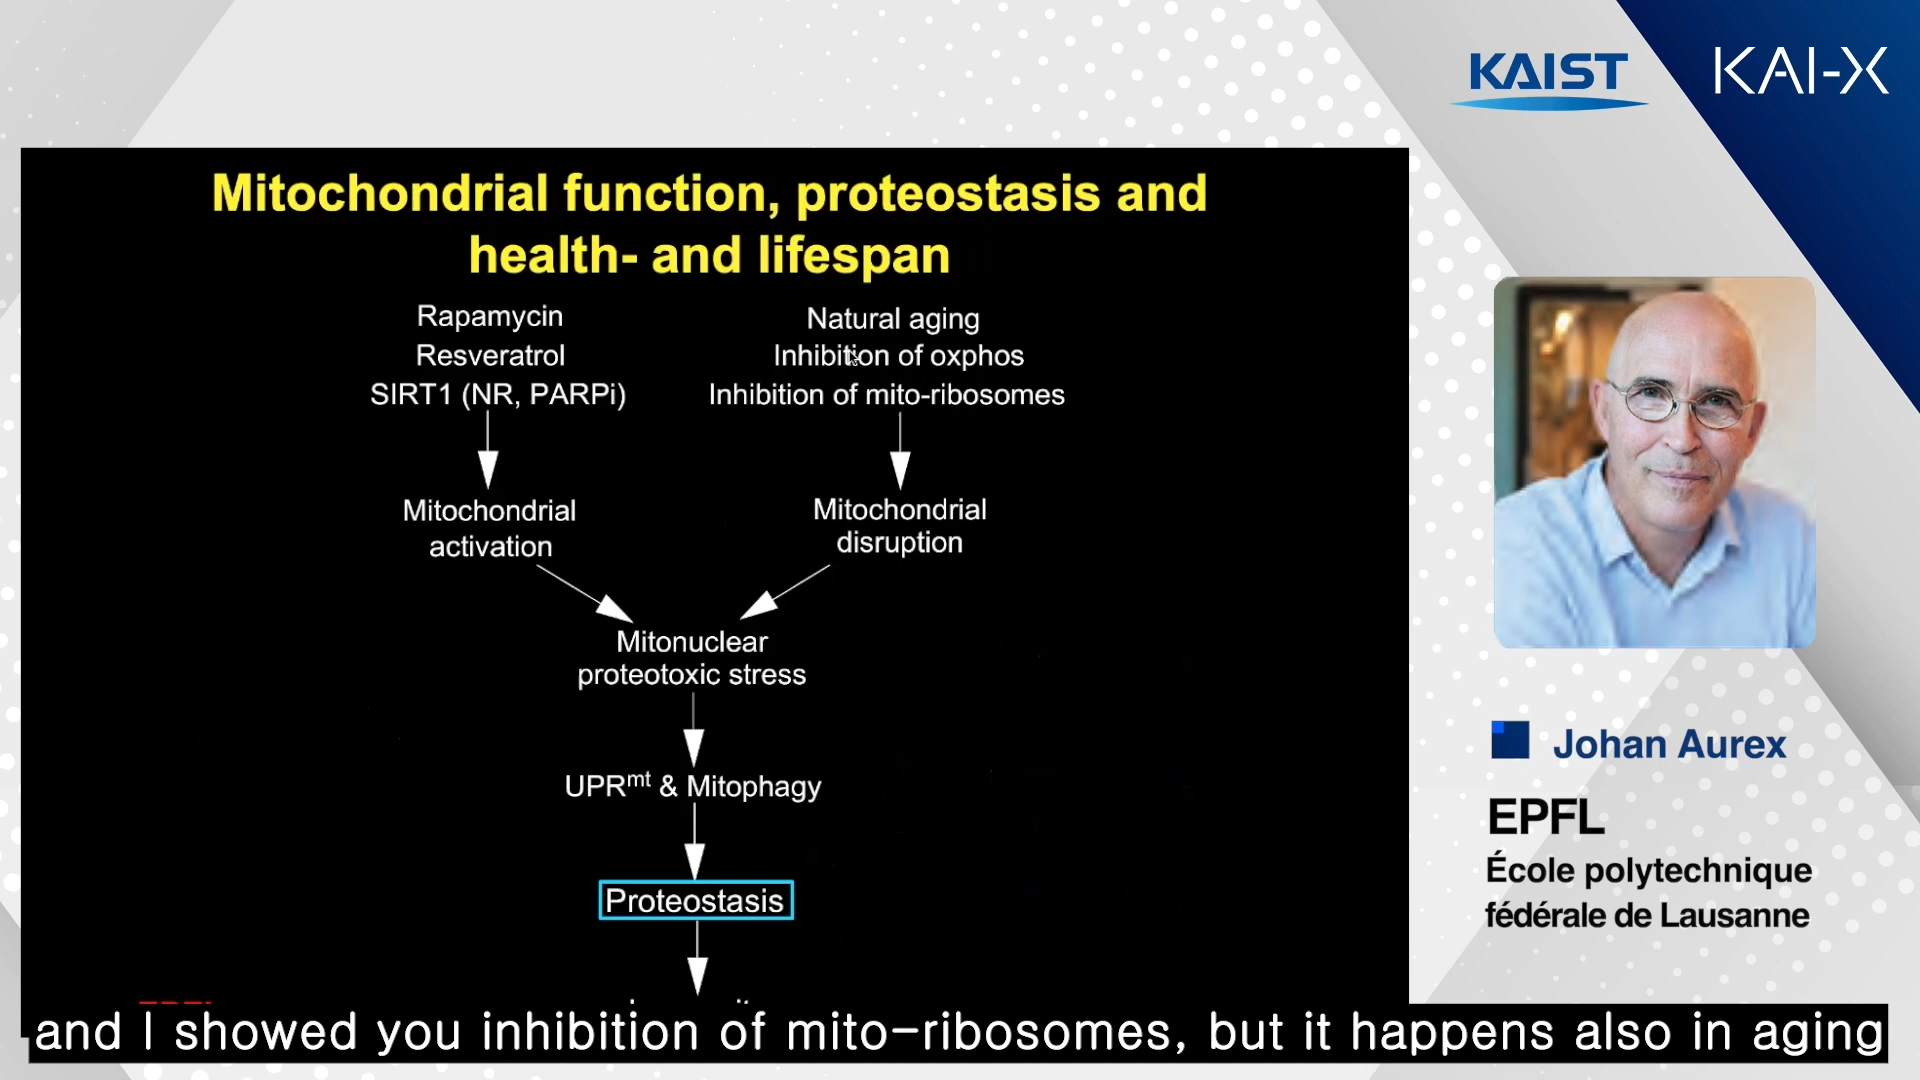 KAIST
KAI-X
Mitochondrial function, proteostasis and
health- and lifespan
Rapamycin
Resveratrol
SIRT1 (NR, PARPi)
Natural aging
Inhibition of oxphos
Inhibition of mito-ribosomes
Mitochondrial
activation
Mitochondrial
disruption
Mitonuclear
proteotoxic stress
UPRmt & Mitophagy
Proteostasis
Johan Aurex
EPFL
École polytechnique
fédérale de Lausanne
and I showed you inhibition of mito-ribosomes, but it happens also in aging